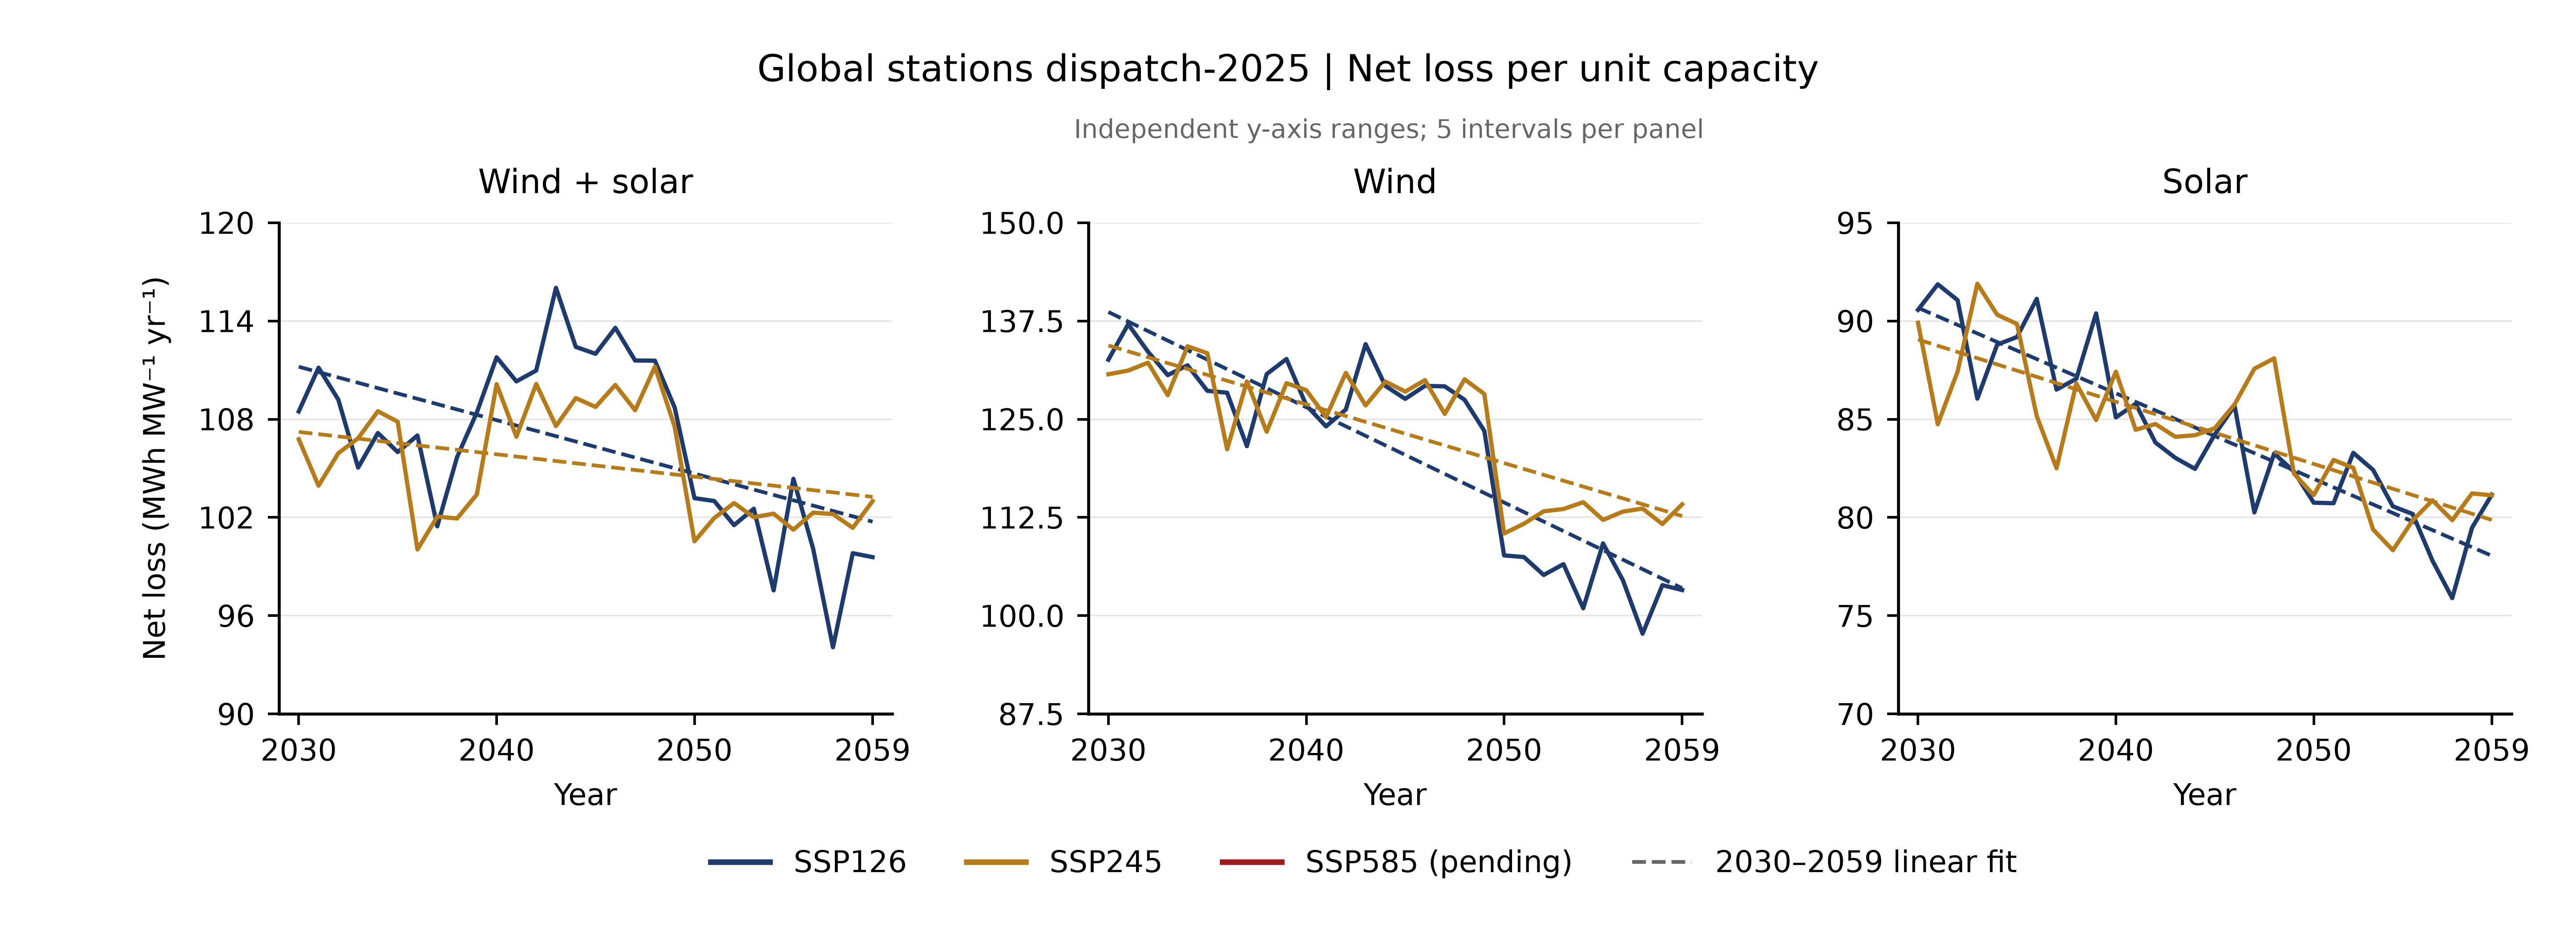 Global stations dispatch-2025 | Net loss per unit capacity
Independent y-axis ranges; 5 intervals per panel
Wind + solar
Net loss (MWh MW⁻¹ yr⁻¹)
120
114
108
102
96
90
2030 2040 2050 2059
Year
Wind
150.0
137.5
125.0
112.5
100.0
87.5
2030 2040 2050 2059
Year
Solar
95
90
85
80
75
70
2030 2040 2050 2059
Year
SSP126 SSP245 SSP585 (pending) 2030–2059 linear fit